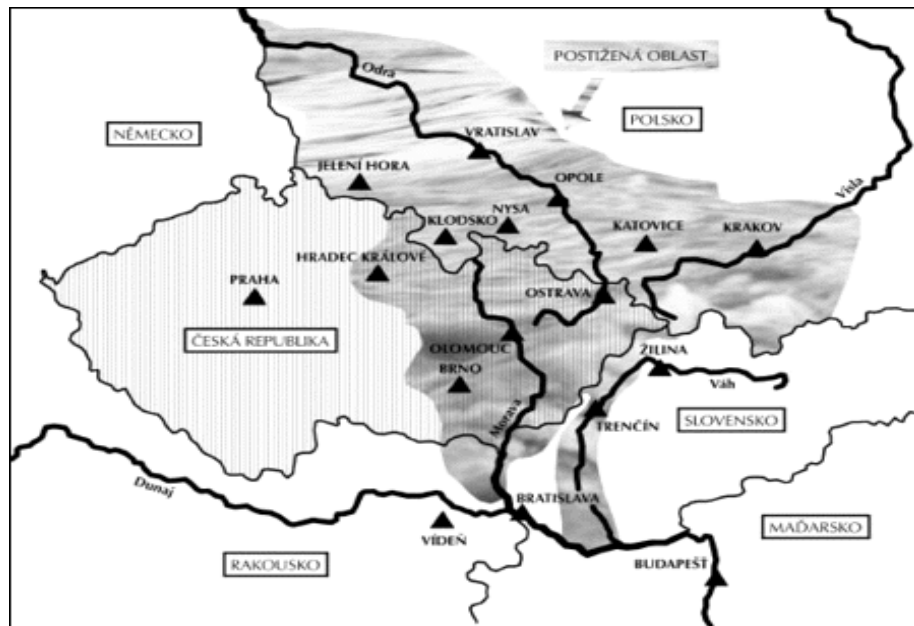 POSTIŽENÁ OBLAST
Odra
POLSKO
NĚMECKO
VRATISLAV
JELENÍ HORA
OPOLE
Visla
NYSA
KLODSKO
KATOVICE
KRAKOV
HRADEC KRÁLOVÉ
PRAHA
OSTRAVA
ČESKÁ REPUBLIKA
OLOMOUC
ŽILINA
BRNO
Váh
Morava
TRENČÍN
SLOVENSKO
Dunaj
BRATISLAVA
MAĎARSKO
VÍDEŇ
RAKOUSKO
BUDAPEŠŤ